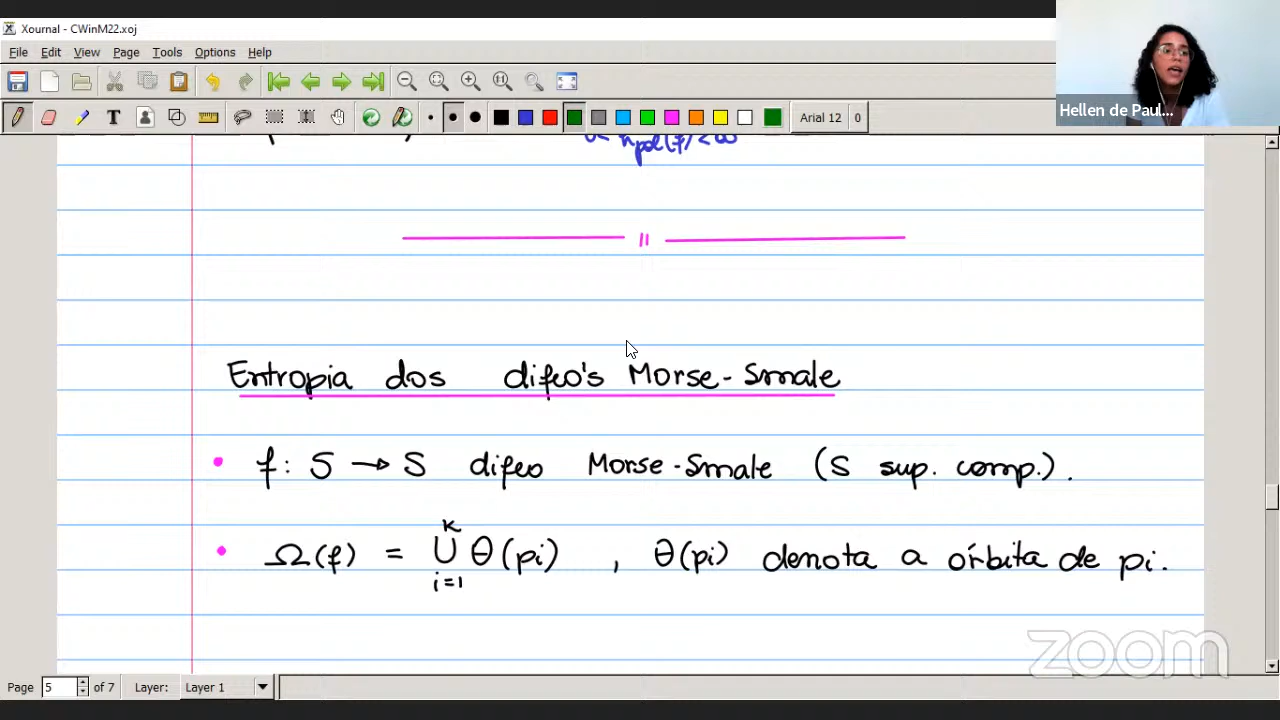 Xournal - CWinM22.xoj
File Edit View Page Tools Options Help
Arial 12 0
Hellen de Paul...
hpol(f) < ∞
Entropia dos difeo's Morse-Smale
• f: S → S difeo Morse-Smale (S sup. comp.).
• Ω(f) = ∪ᵢ₌₁ᴷ θ(pi) , θ(pi) denota a órbita de pi.
zoom
Page 5 of 7 Layer: Layer 1